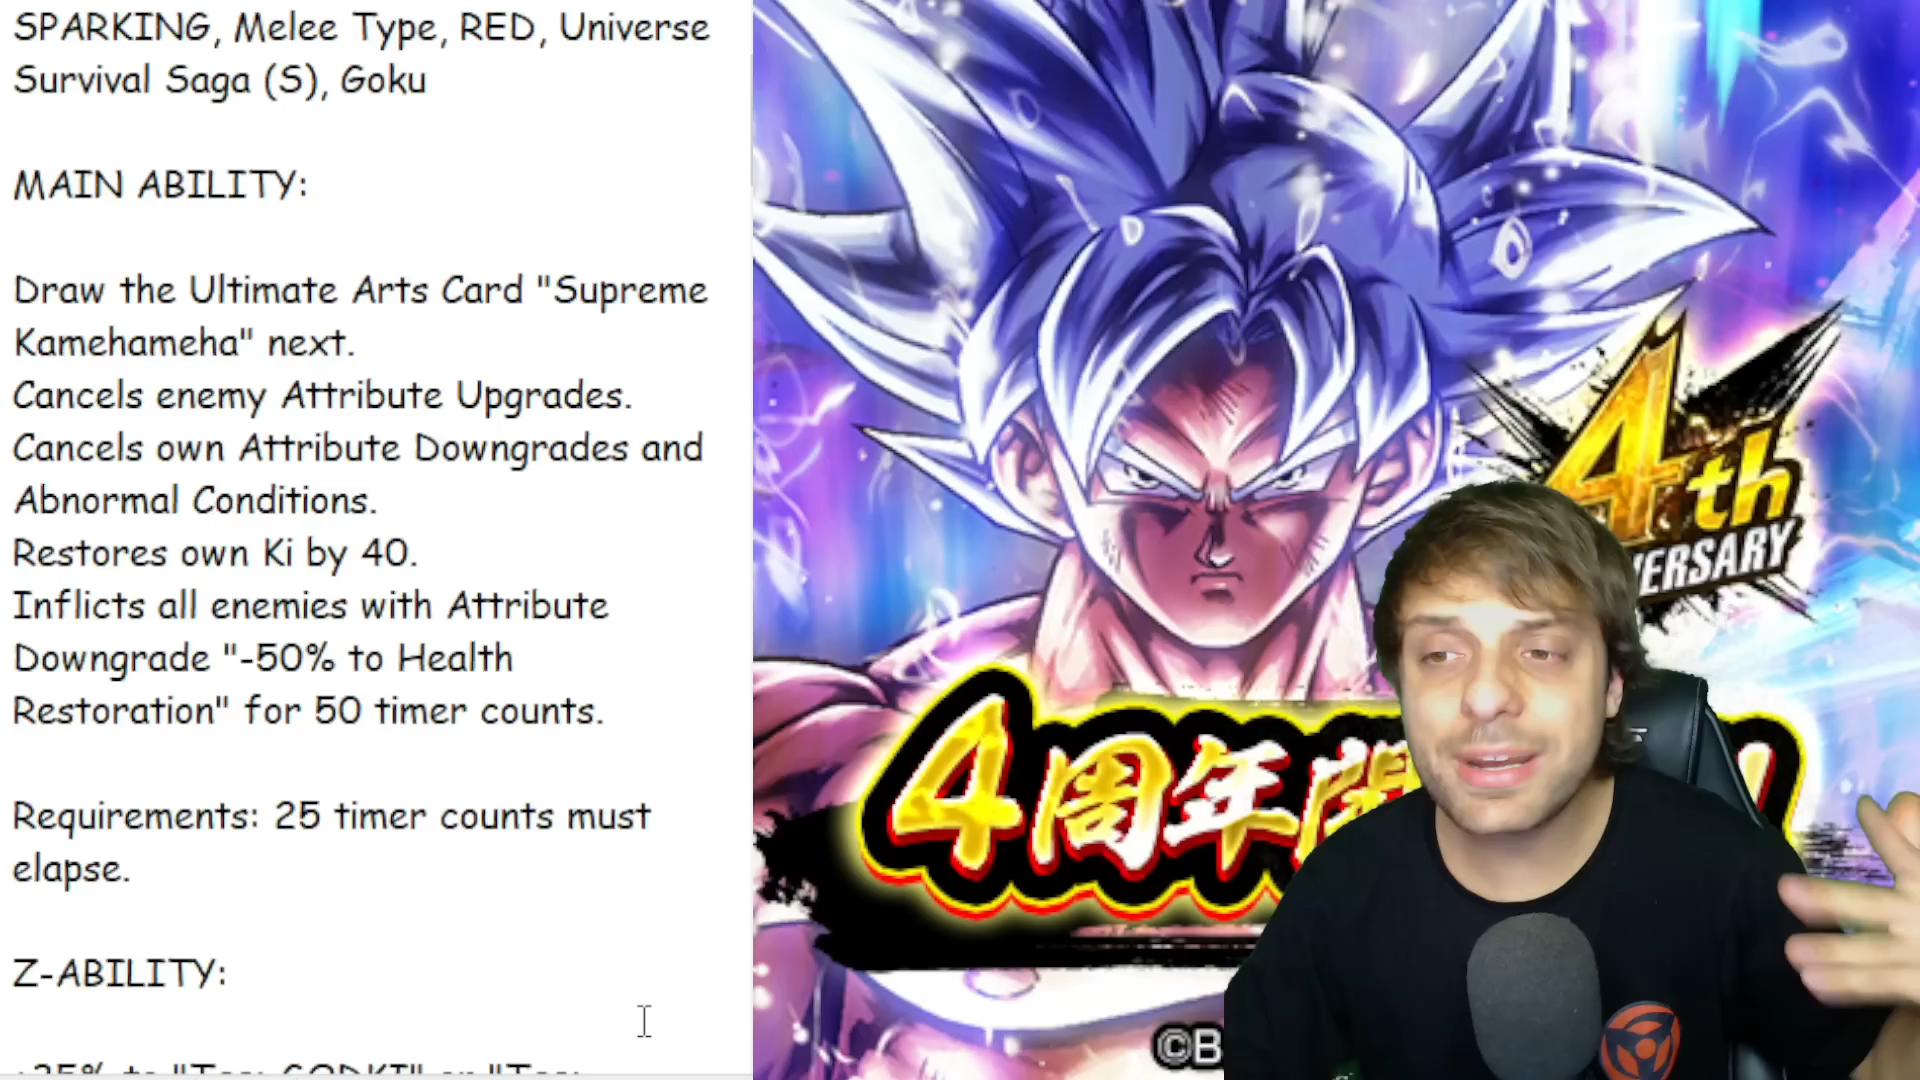 SPARKING, Melee Type, RED, Universe
Survival Saga (S), Goku
MAIN ABILITY:
Draw the Ultimate Arts Card "Supreme
Kamehameha" next.
Cancels enemy Attribute Upgrades.
Cancels own Attribute Downgrades and
Abnormal Conditions.
Restores own Ki by 40.
Inflicts all enemies with Attribute
Downgrade "-50% to Health
Restoration" for 50 timer counts.
Requirements: 25 timer counts must
elapse.
Z-ABILITY:
4th
VERSARY
4周年開
©B